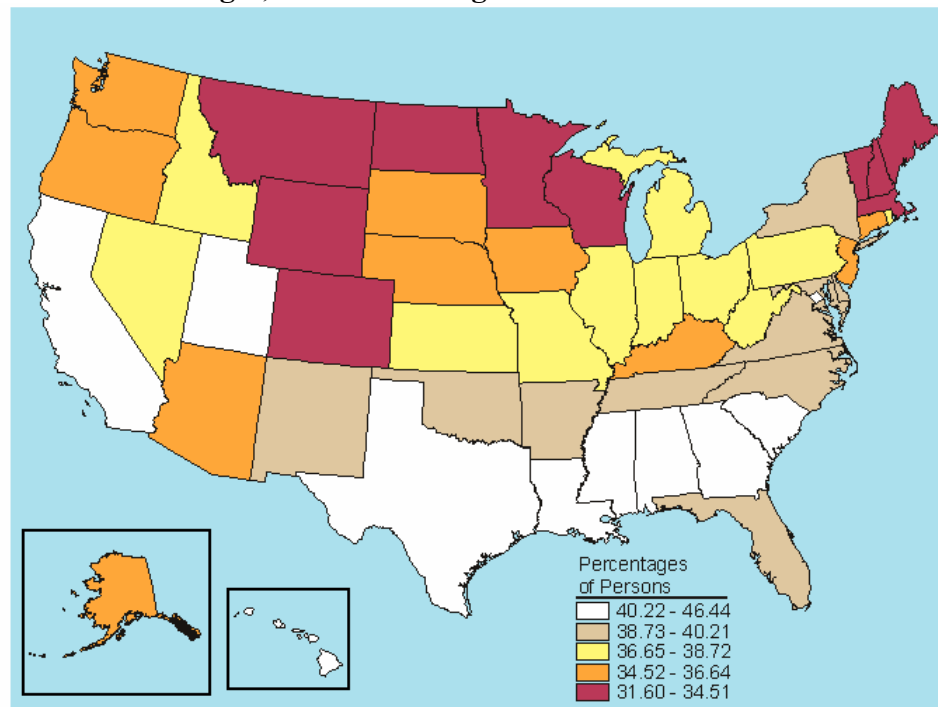 Percentages
of Persons
40.22 - 46.44
38.73 - 40.21
36.65 - 38.72
34.52 - 36.64
31.60 - 34.51